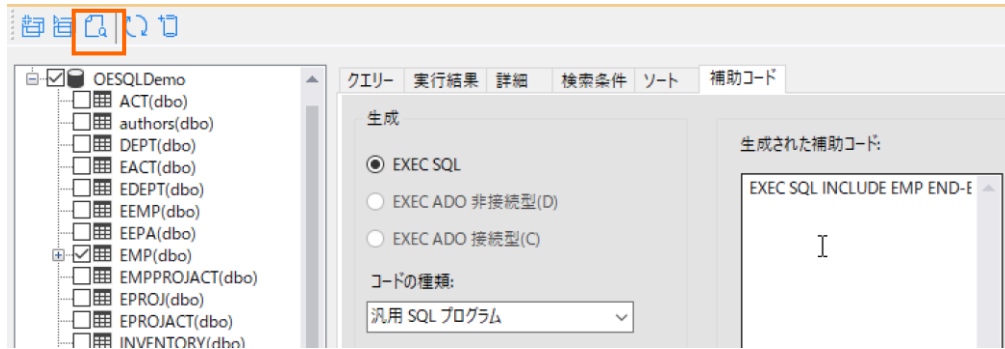 OESQLDemo
ACT(dbo)
authors(dbo)
DEPT(dbo)
EACT(dbo)
EDEPT(dbo)
EEMP(dbo)
EEPA(dbo)
EMP(dbo)
EMPPROJACT(dbo)
EPROJ(dbo)
EPROJACT(dbo)
INVENTORY(dbo)
クエリー 実行結果 詳細 検索条件 ソート 補助コード
生成
EXEC SQL
EXEC ADO 非接続型(D)
EXEC ADO 接続型(C)
コードの種類:
汎用 SQL プログラム
生成された補助コード:
EXEC SQL INCLUDE EMP END-E